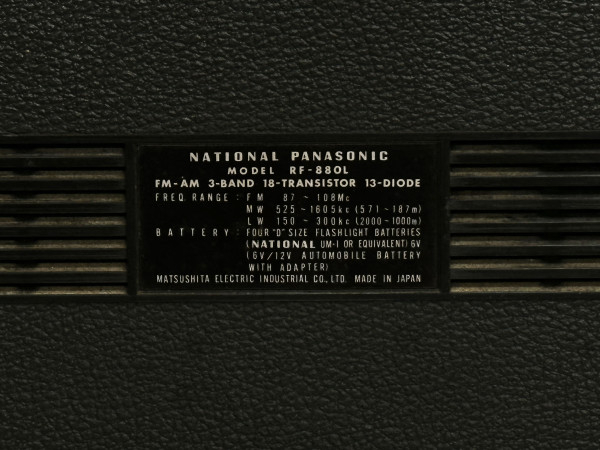 NATIONAL PANASONIC
MODEL RF-880L
FM-AM 3-BAND 18-TRANSISTOR 13-DIODE
FREQ. RANGE : FM 87 ~ 108Mc
MW 525 ~ 1605kc (571 ~ 187m)
LW 150 ~ 300kc (2000 ~ 1000m)
BATTERY : FOUR "D" SIZE FLASHLIGHT BATTERIES
(NATIONAL UM-1 OR EQUIVALENT) 6V
(6V/12V AUTOMOBILE BATTERY
WITH ADAPTER)
MATSUSHITA ELECTRIC INDUSTRIAL CO., LTD. MADE IN JAPAN